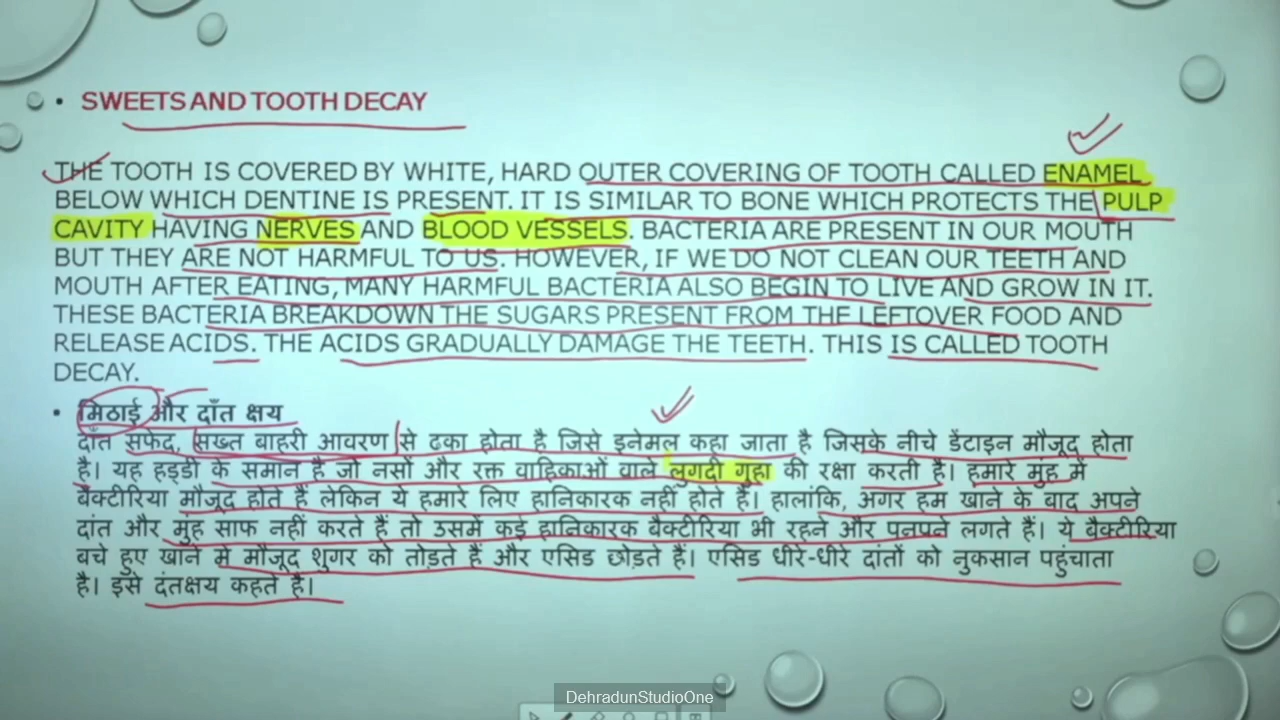 • SWEETS AND TOOTH DECAY
THE TOOTH IS COVERED BY WHITE, HARD OUTER COVERING OF TOOTH CALLED ENAMEL
BELOW WHICH DENTINE IS PRESENT. IT IS SIMILAR TO BONE WHICH PROTECTS THE PULP
CAVITY HAVING NERVES AND BLOOD VESSELS. BACTERIA ARE PRESENT IN OUR MOUTH
BUT THEY ARE NOT HARMFUL TO US. HOWEVER, IF WE DO NOT CLEAN OUR TEETH AND
MOUTH AFTER EATING, MANY HARMFUL BACTERIA ALSO BEGIN TO LIVE AND GROW IN IT.
THESE BACTERIA BREAKDOWN THE SUGARS PRESENT FROM THE LEFTOVER FOOD AND
RELEASE ACIDS. THE ACIDS GRADUALLY DAMAGE THE TEETH. THIS IS CALLED TOOTH
DECAY.
• मिठाई और दाँत क्षय
दाँत सफेद, सख्त बाहरी आवरण से ढका होता है जिसे इनेमल कहा जाता है जिसके नीचे डेंटाइन मौजूद होता
है। यह हड्डी के समान है जो नसों और रक्त वाहिकाओं वाले लुगदी गुहा की रक्षा करती है। हमारे मुंह में
बैक्टीरिया मौजूद होते हैं लेकिन ये हमारे लिए हानिकारक नहीं होते हैं। हालांकि, अगर हम खाने के बाद अपने
दांत और मुंह साफ नहीं करते हैं तो उसमें कई हानिकारक बैक्टीरिया भी रहने और पनपने लगते हैं। ये बैक्टीरिया
बचे हुए खाने में मौजूद शुगर को तोड़ते हैं और एसिड छोड़ते हैं। एसिड धीरे-धीरे दांतों को नुकसान पहुंचाता
है। इसे दंतक्षय कहते हैं।
DehradunStudioOne